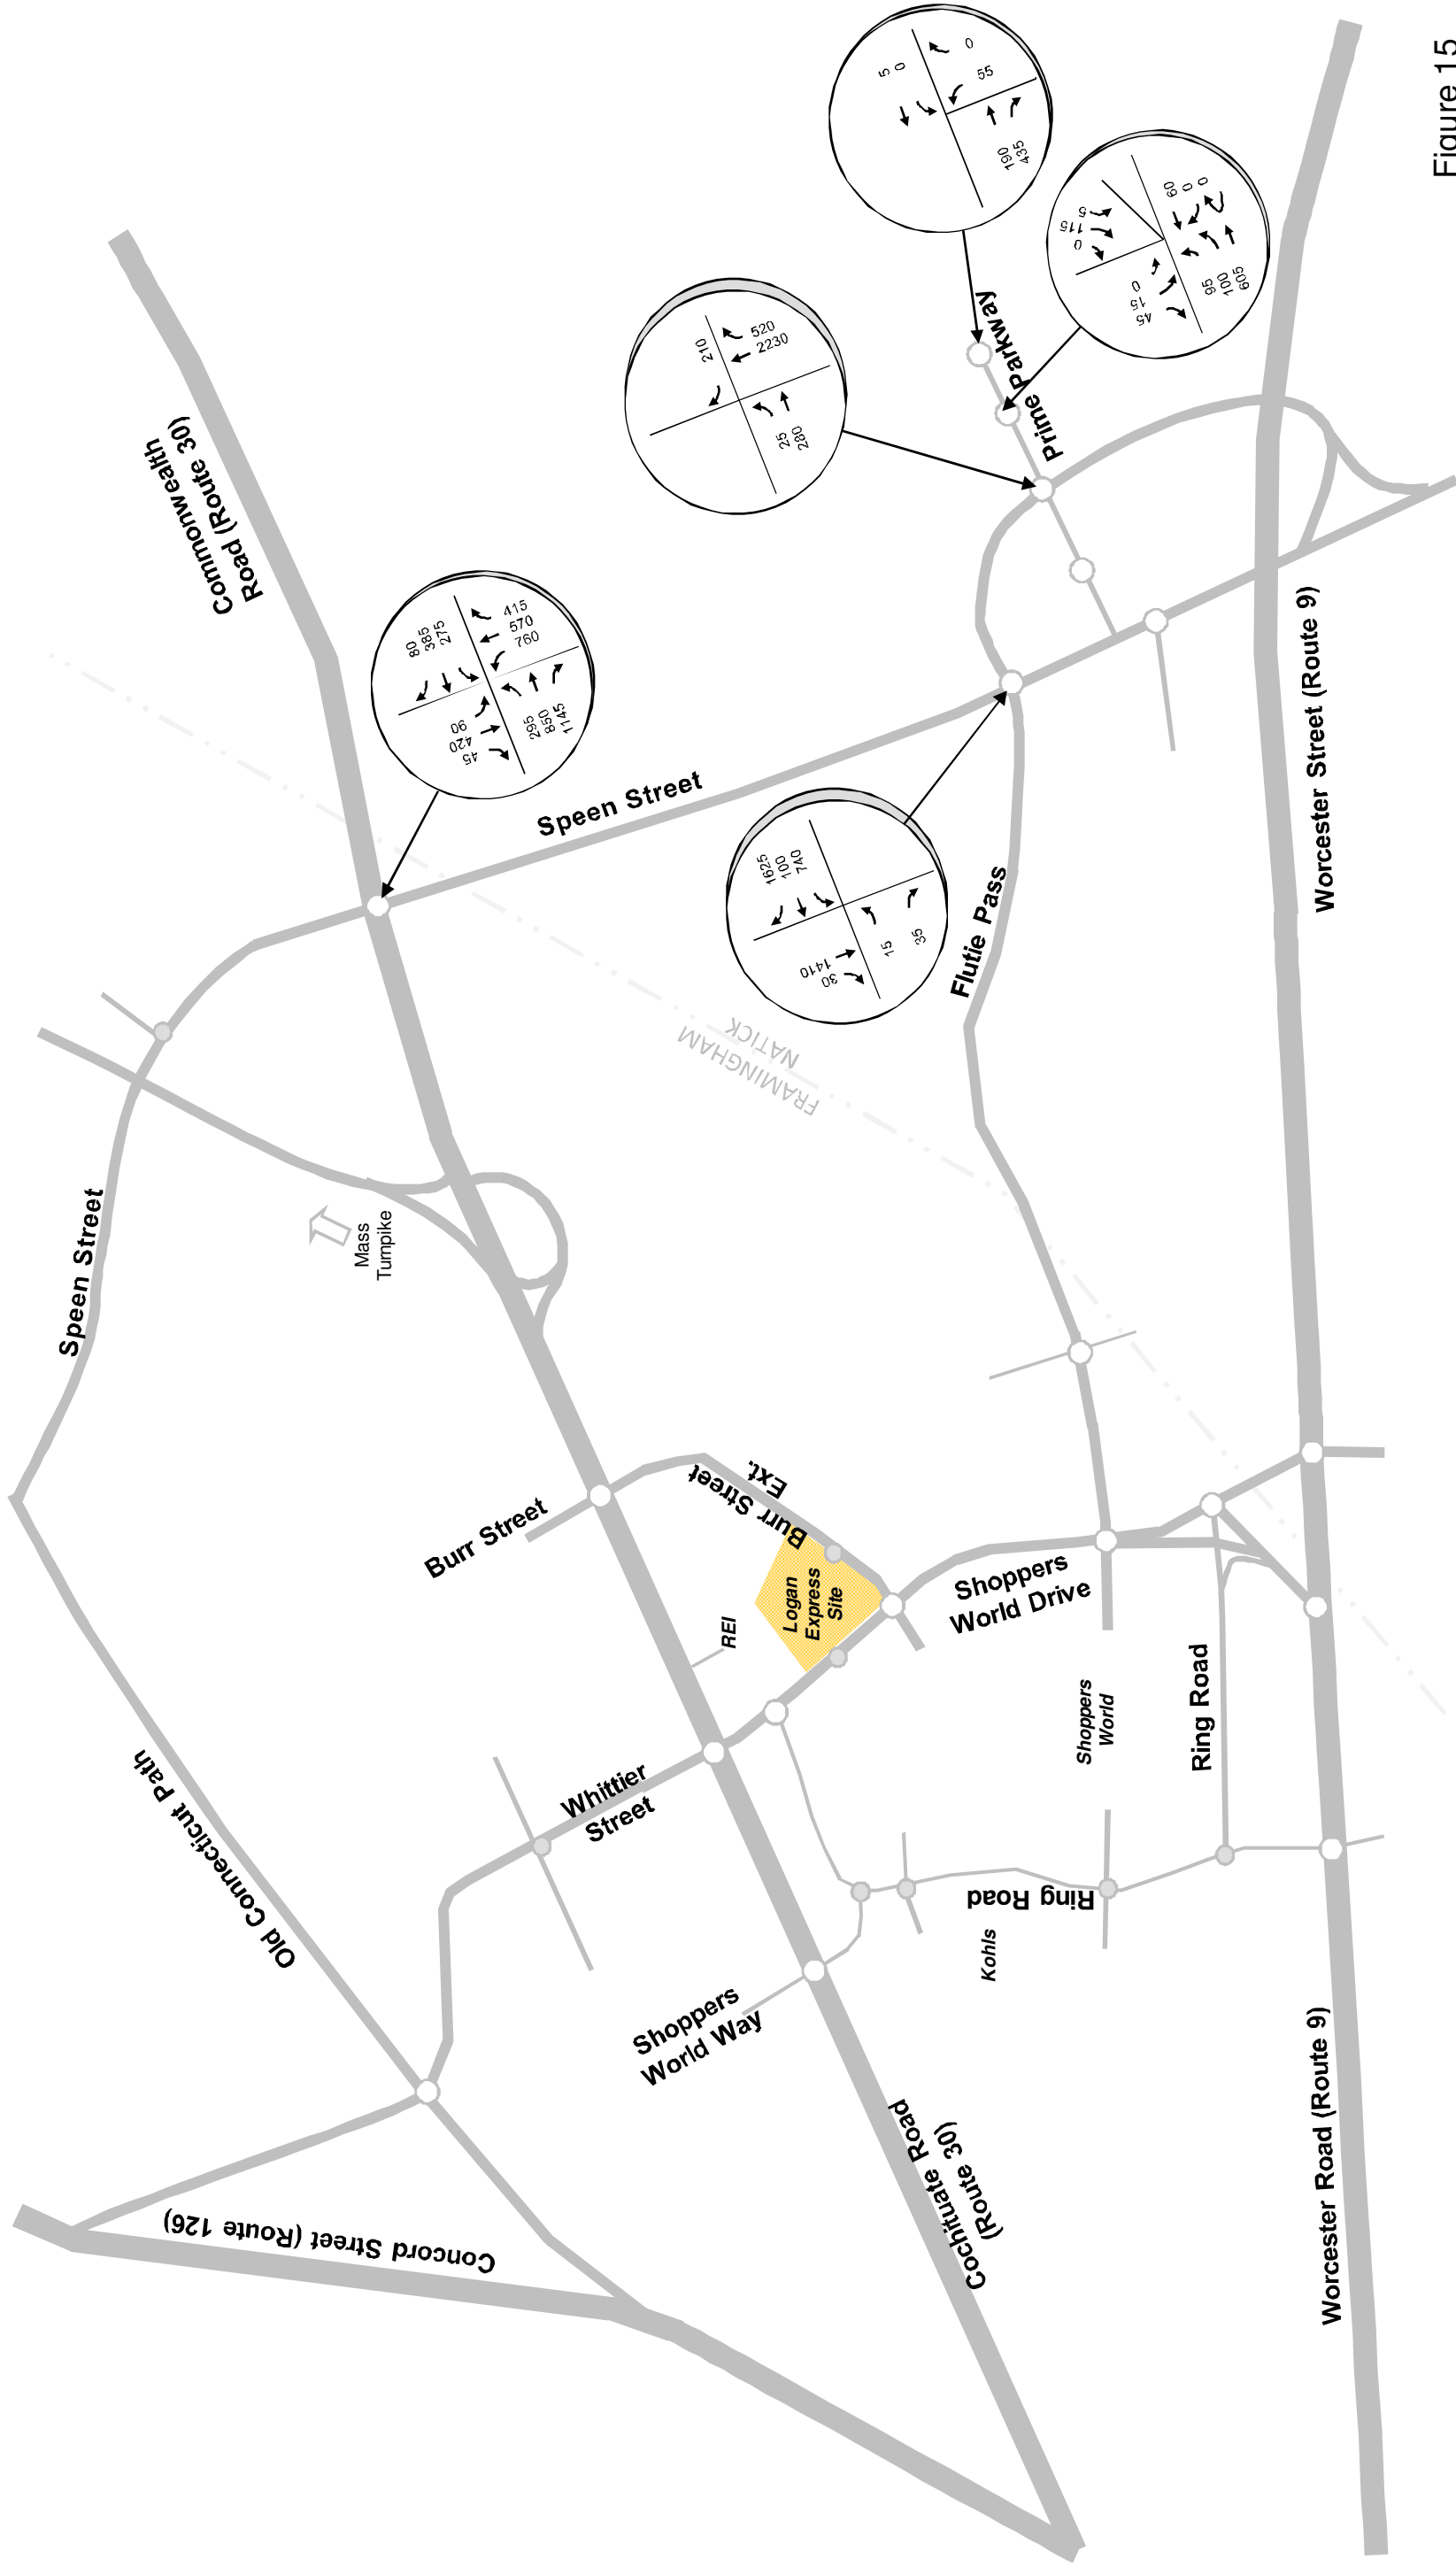 Figure 15
Commonwealth
Road (Route 30)
5
0
0
55
190
435
5
115
0
0
15
45
60
0
0
95
100
605
Prime Parkway
210
520
2230
25
280
80
385
275
415
570
760
90
420
45
295
850
1145
Speen Street
Worcester Street (Route 9)
1625
100
740
1410
30
15
35
Flutie Pass
FRAMINGHAM
NATICK
Speen Street
Mass
Turnpike
Burr Street
Burr Street
Ext.
Logan
Express
Site
REI
Shoppers
World Drive
Shoppers
World
Ring Road
Whittier
Street
Old Connecticut Path
Ring Road
Kohls
Shoppers
World Way
Cochituate Road
(Route 30)
Concord Street (Route 126)
Worcester Road (Route 9)